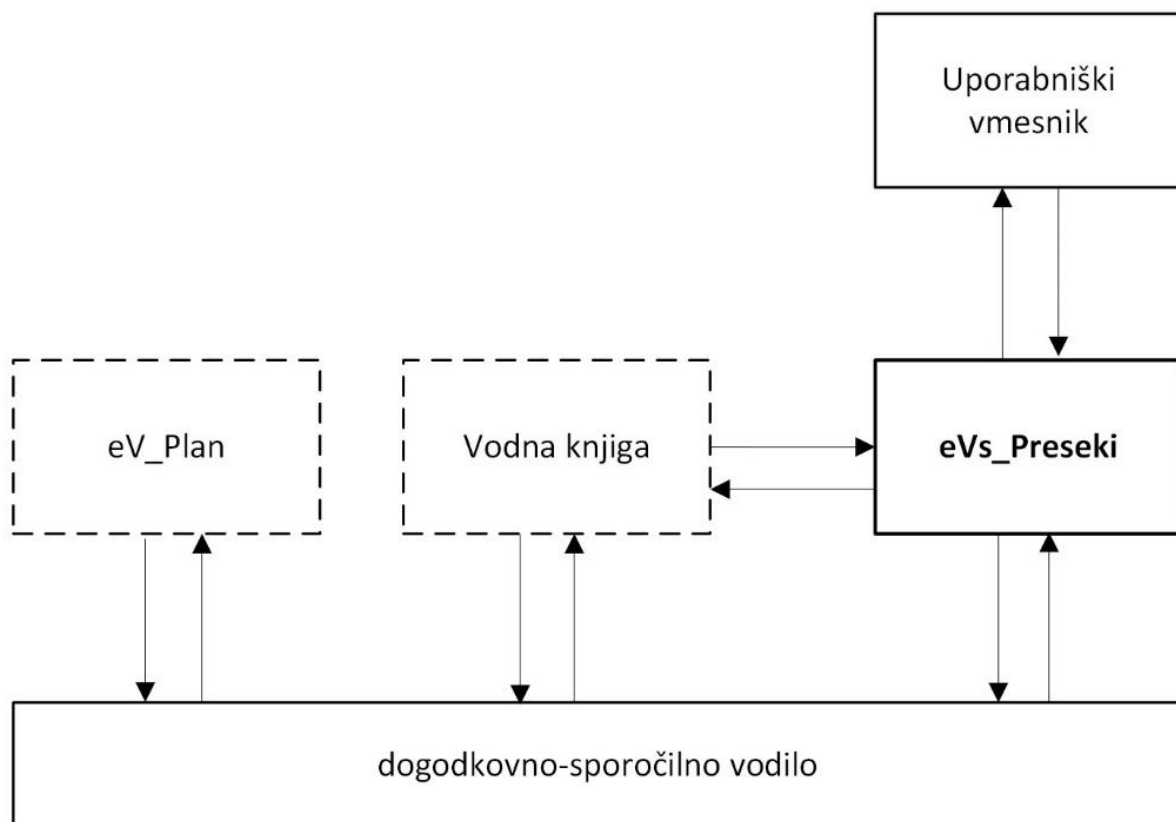 Uporabniški
vmesnik
eV_Plan
Vodna knjiga
eVs_Preseki
dogodkovno-sporočilno vodilo